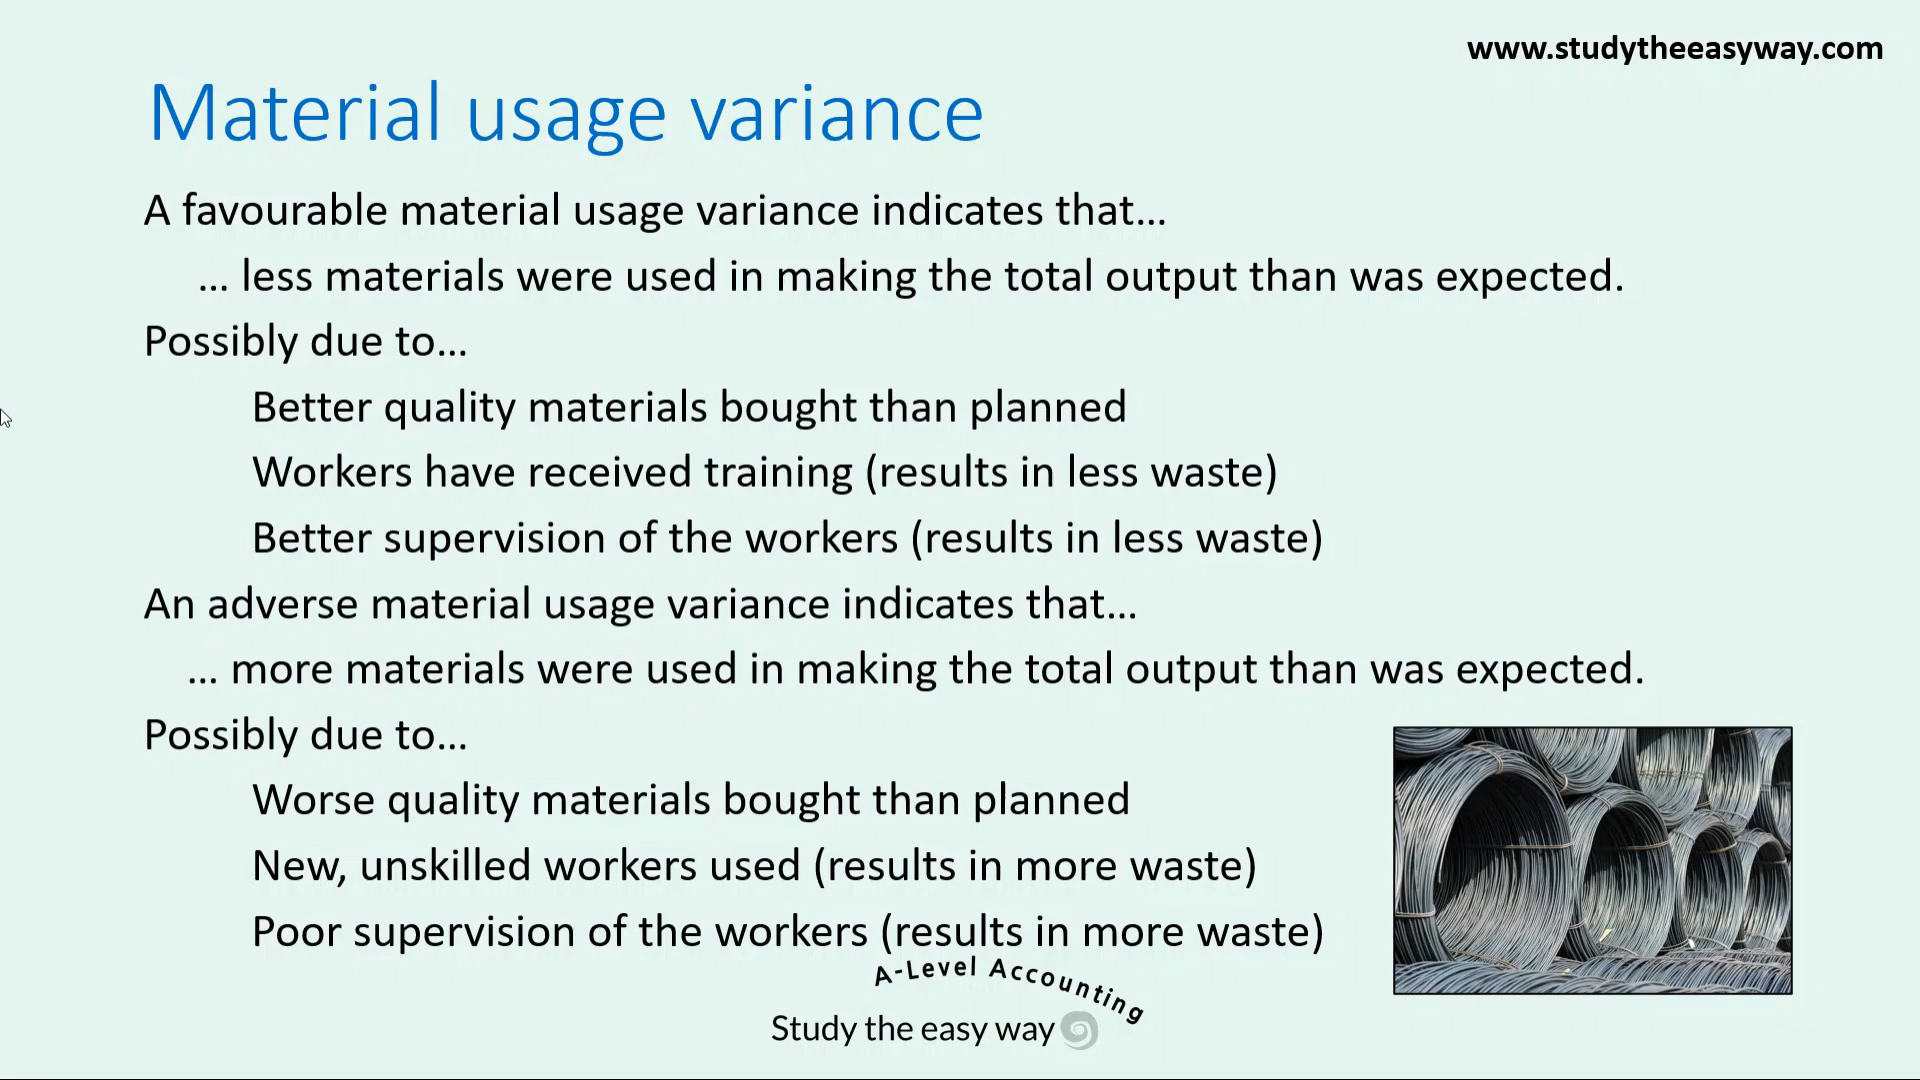 www.studytheeasyway.com
Material usage variance
A favourable material usage variance indicates that…
… less materials were used in making the total output than was expected.
Possibly due to…
Better quality materials bought than planned
Workers have received training (results in less waste)
Better supervision of the workers (results in less waste)
An adverse material usage variance indicates that…
… more materials were used in making the total output than was expected.
Possibly due to…
Worse quality materials bought than planned
New, unskilled workers used (results in more waste)
Poor supervision of the workers (results in more waste)
A-Level Accounting
Study the easy way